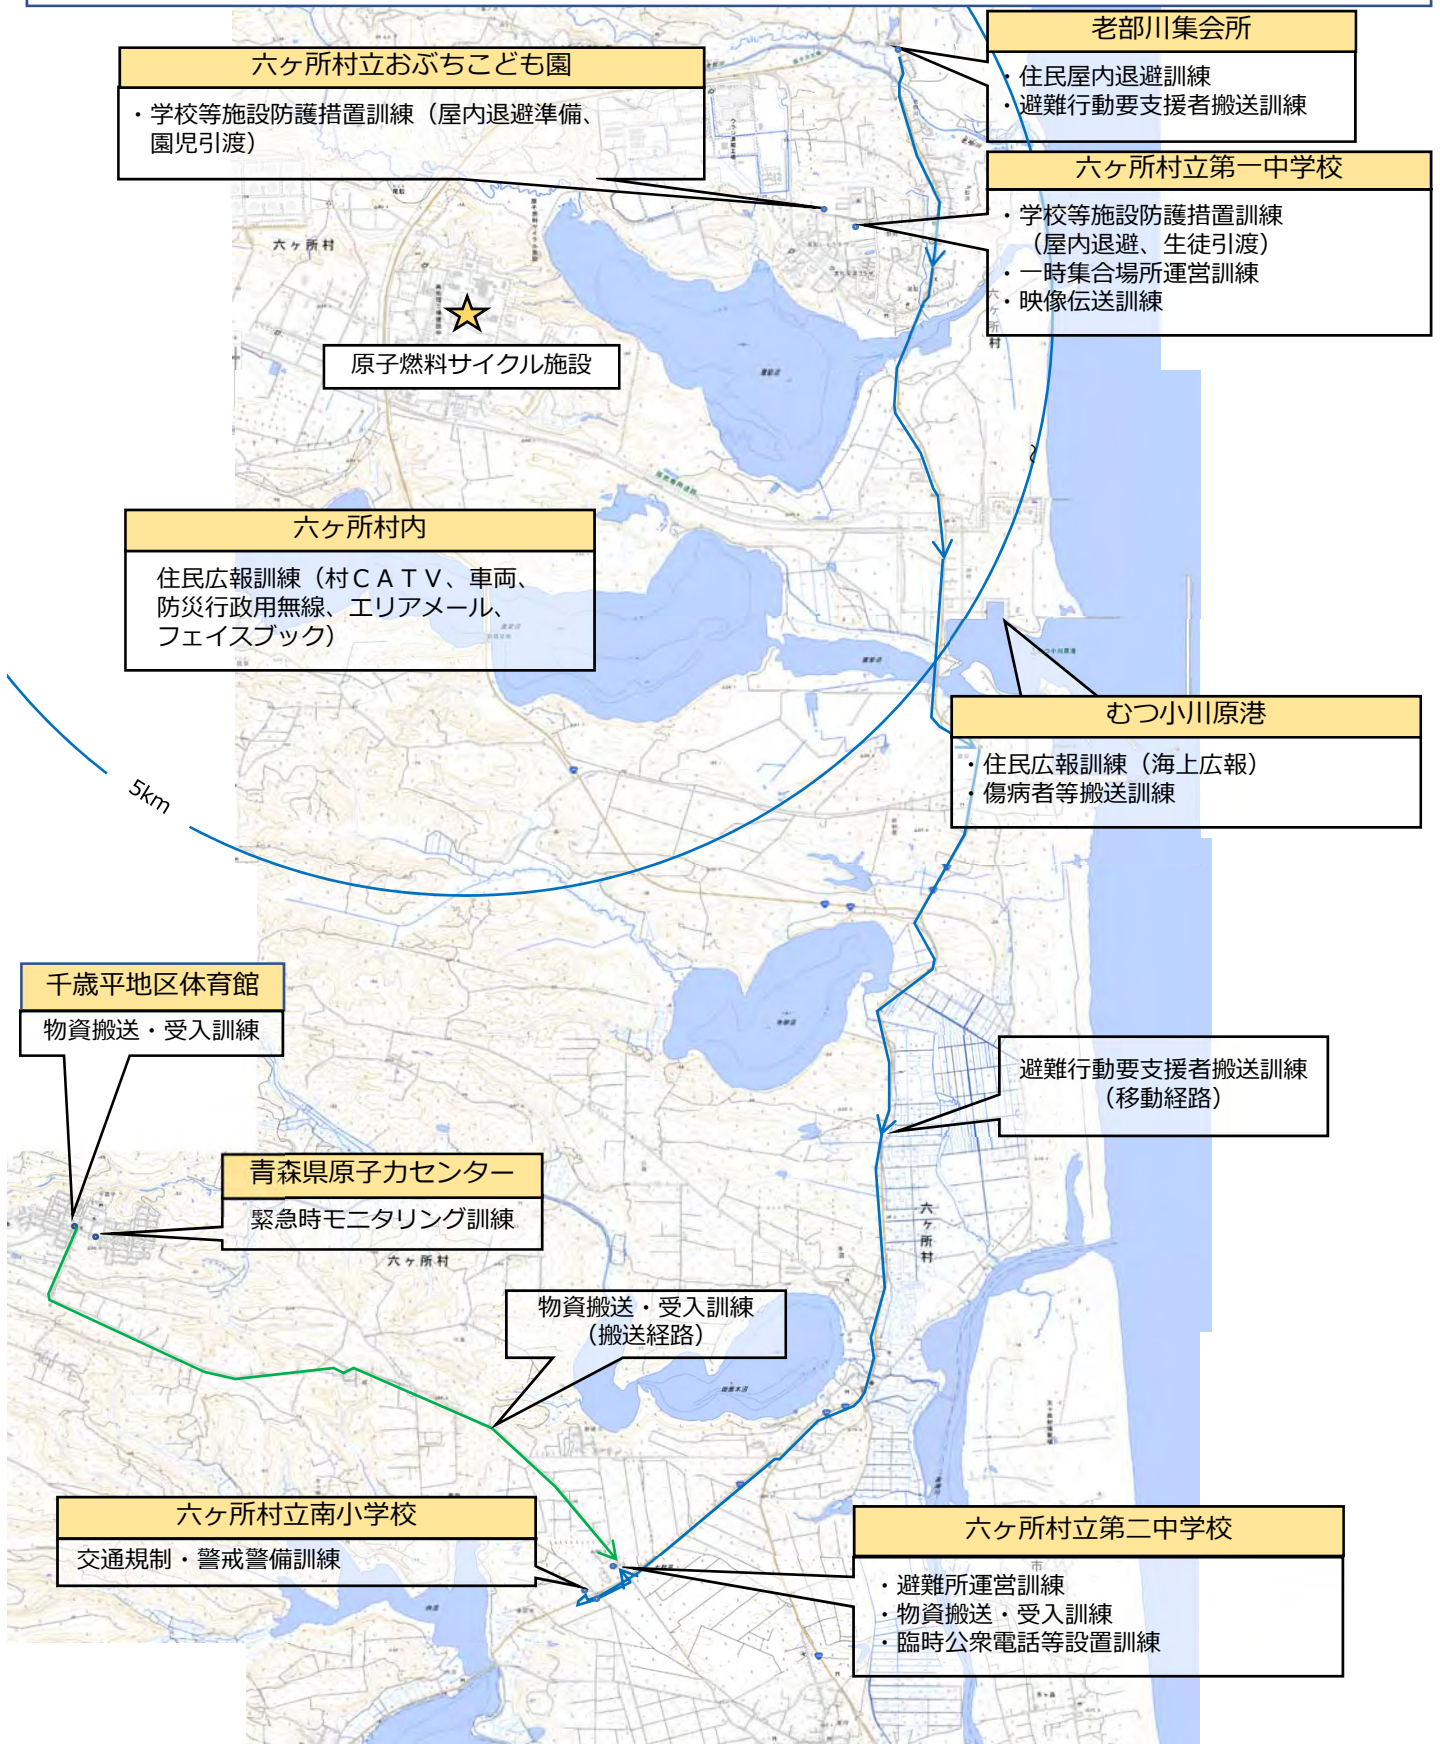 老部川集会所
・住民屋内退避訓練
・避難行動要支援者搬送訓練
六ヶ所村立おぶちこども園
・学校等施設防護措置訓練（屋内退避準備、
園児引渡）
六ヶ所村立第一中学校
・学校等施設防護措置訓練
（屋内退避、生徒引渡）
・一時集合場所運営訓練
・映像伝送訓練
六ヶ所村
六ヶ所村
原子燃料サイクル施設
六ヶ所村内
住民広報訓練（村ＣＡＴＶ、車両、
防災行政用無線、エリアメール、
フェイスブック）
むつ小川原港
・住民広報訓練（海上広報）
・傷病者等搬送訓練
5km
千歳平地区体育館
物資搬送・受入訓練
避難行動要支援者搬送訓練
（移動経路）
青森県原子力センター
緊急時モニタリング訓練
六ヶ所村
六ヶ所村
物資搬送・受入訓練
（搬送経路）
六ヶ所村立南小学校
交通規制・警戒警備訓練
六ヶ所村立第二中学校
・避難所運営訓練
・物資搬送・受入訓練
・臨時公衆電話等設置訓練
市